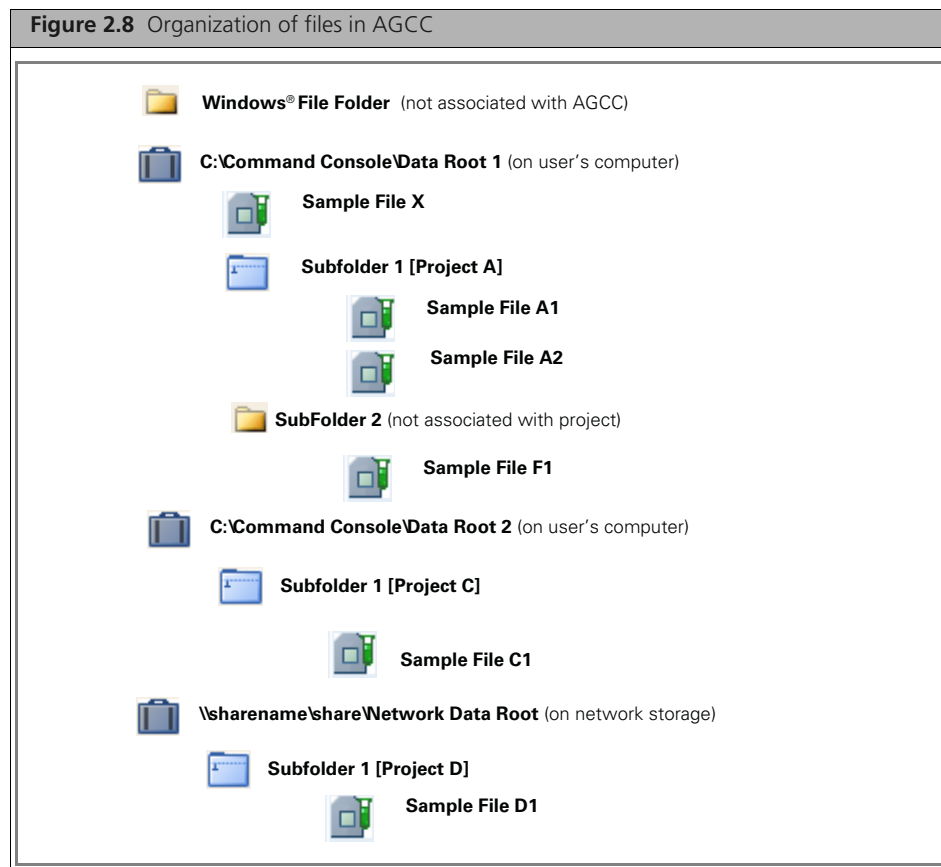 Figure 2.8 Organization of files in AGCC
Windows® File Folder (not associated with AGCC)
C:\Command Console\Data Root 1 (on user's computer)
Sample File X
Subfolder 1 [Project A]
Sample File A1
Sample File A2
SubFolder 2 (not associated with project)
Sample File F1
C:\Command Console\Data Root 2 (on user's computer)
Subfolder 1 [Project C]
Sample File C1
\\sharename\share\Network Data Root (on network storage)
Subfolder 1 [Project D]
Sample File D1